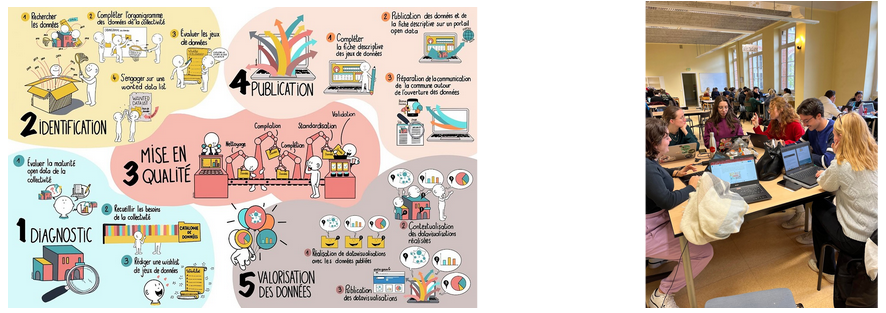 1 Rechercher
les données
2 Compléter l'organigramme
des données de la collectivité
3 Évaluer les jeux
de données
4 S'engager sur une
wanted data list
WANTED
DATA LIST
2 IDENTIFICATION
4 PUBLICATION
1 Compléter
la fiche descriptive
2 Publication des données et de
la fiche descriptive sur un portail
open data
3 Préparation de la communication
de la commune autour
de l'ouverture des données
3 MISE EN
QUALITÉ
Nettoyage
Compilation
Complétion
Standardisation
Validation
1 Évaluer la maturité
open data de la
collectivité
2 Recueillir les besoins
de la collectivité
CATALOGUE
DE
DONNÉES
3 Rédiger une wishlist
de jeux de données
Wishlist
1 DIAGNOSTIC
5 VALORISATION
DES DONNÉES
1 Réalisation de datavisualisations
avec les données publiées
2 Contextualisation
des datavisualisations
réalisées
3 Publication
des datavisualisations